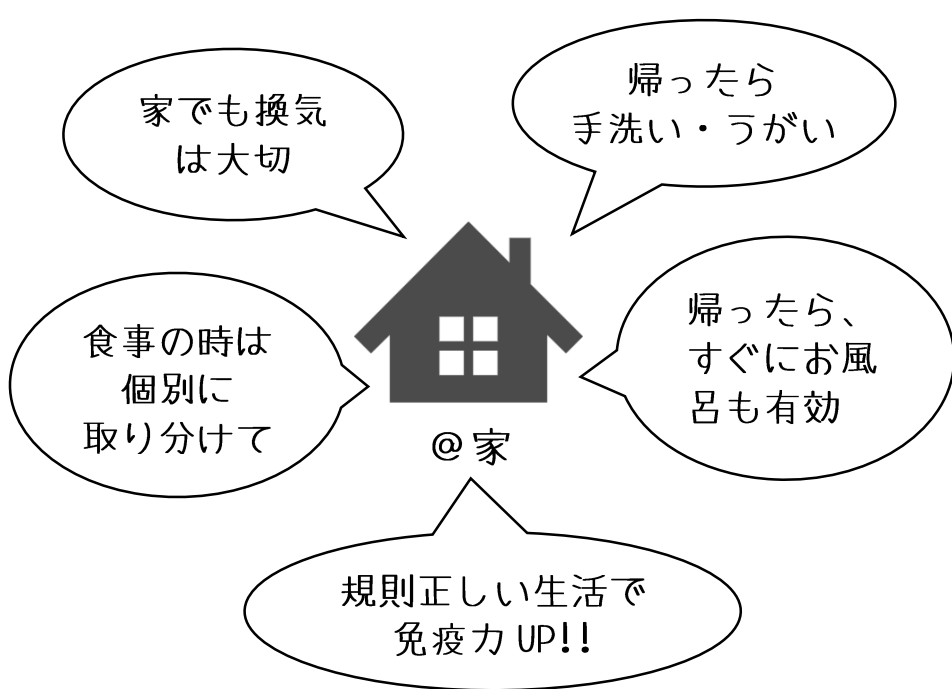 家でも換気
は大切
帰ったら
手洗い・うがい
食事の時は
個別に
取り分けて
帰ったら、
すぐにお風
呂も有効
@家
規則正しい生活で
免疫力UP!!